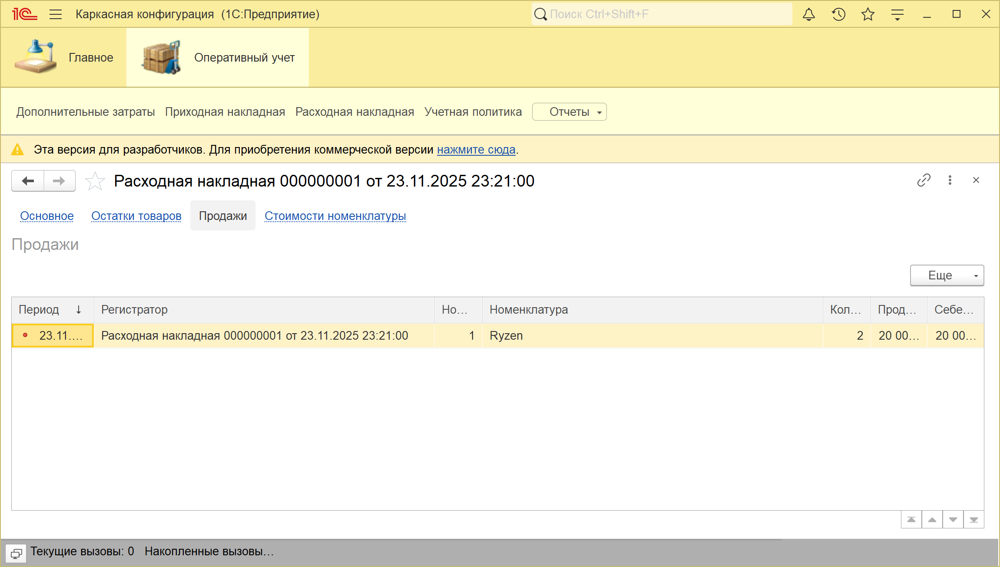 1С Каркасная конфигурация (1С:Предприятие) Поиск Ctrl+Shift+F
Главное Оперативный учет
Дополнительные затраты Приходная накладная Расходная накладная Учетная политика Отчеты
Эта версия для разработчиков. Для приобретения коммерческой версии нажмите сюда.
Расходная накладная 000000001 от 23.11.2025 23:21:00
Основное Остатки товаров Продажи Стоимости номенклатуры
Продажи
Еще
Период Регистратор Но... Номенклатура Кол... Прод... Себе...
23.11.... Расходная накладная 000000001 от 23.11.2025 23:21:00 1 Ryzen 2 20 00... 20 00...
Текущие вызовы: 0 Накопленные вызовы...